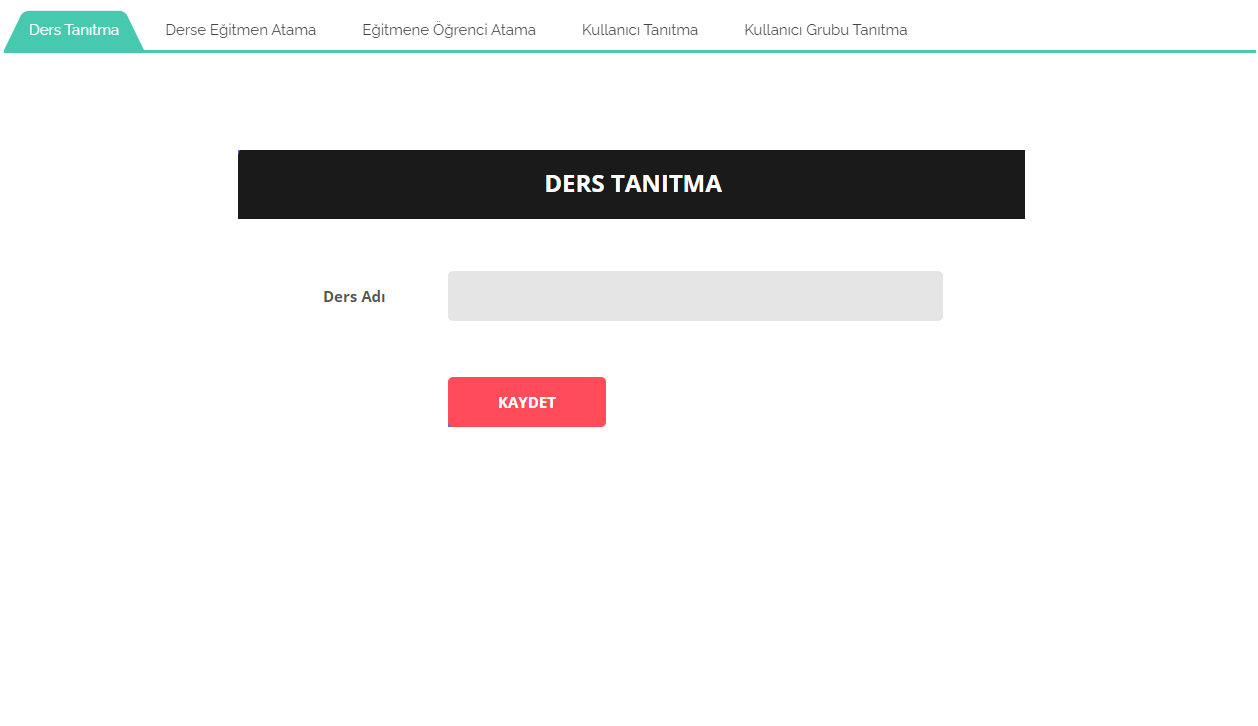 Ders Tanıtma Derse Eğitmen Atama Eğitmene Öğrenci Atama Kullanıcı Tanıtma Kullanıcı Grubu Tanıtma
DERS TANITMA
Ders Adı
KAYDET